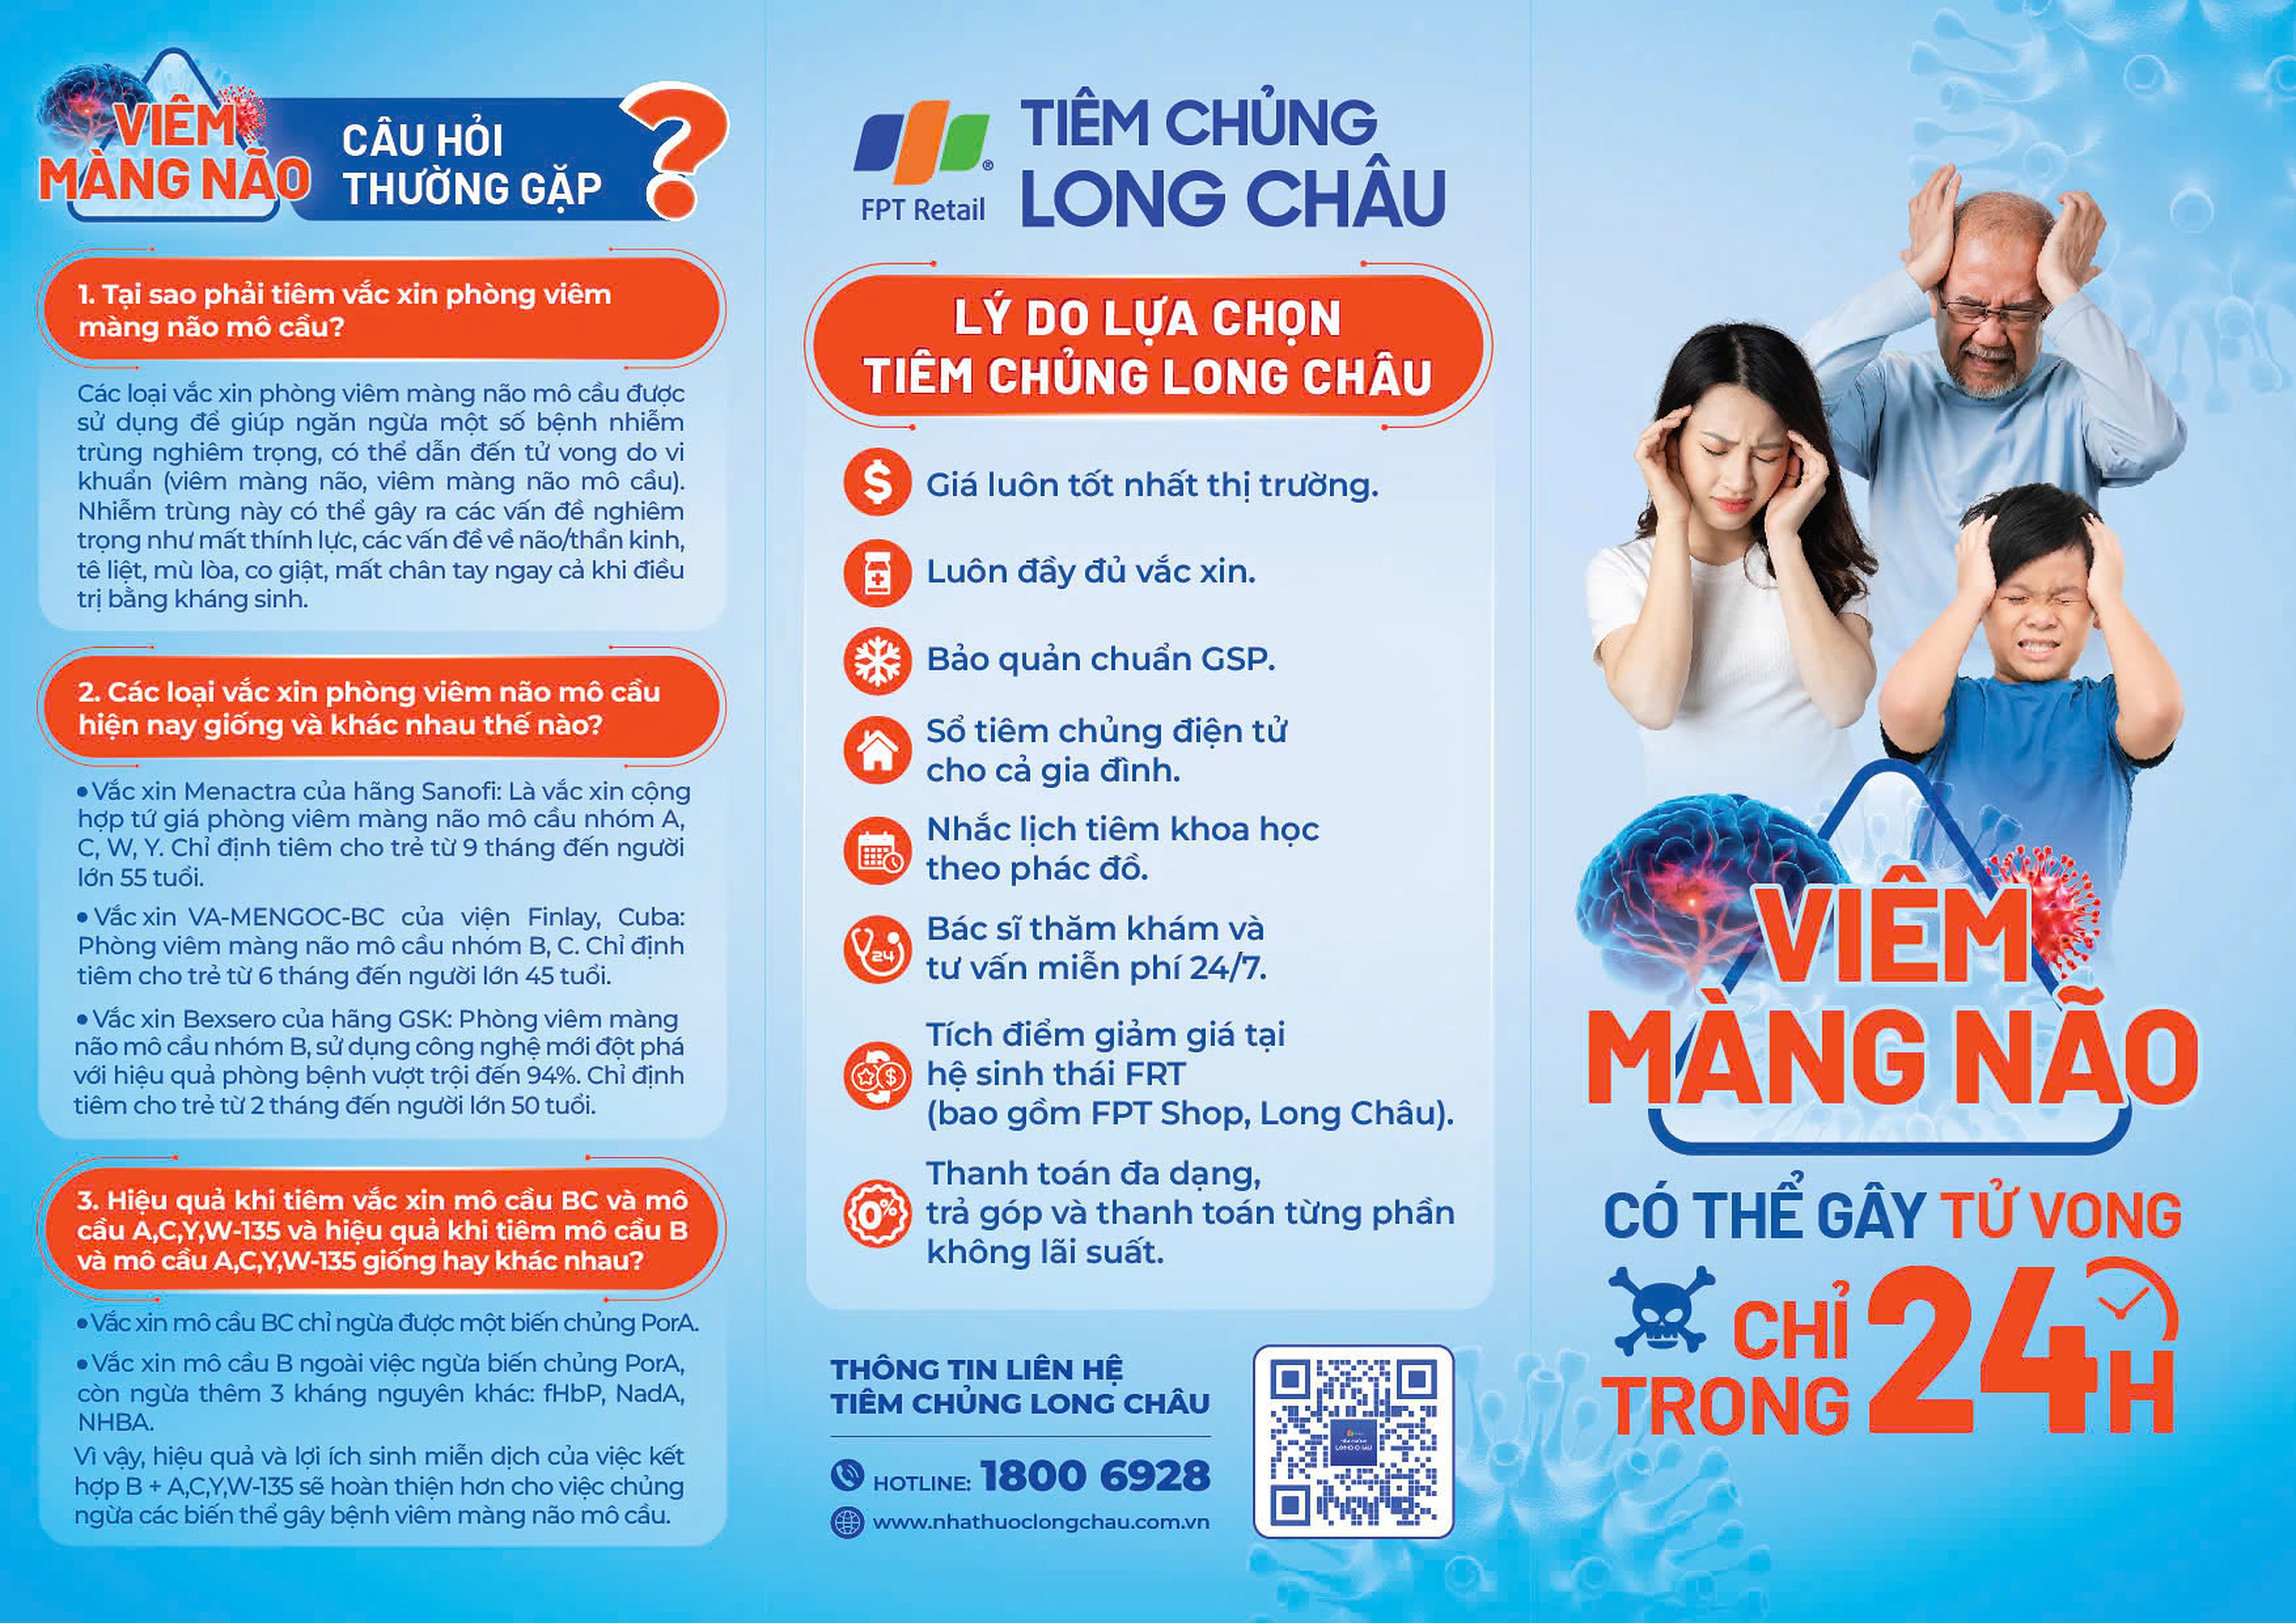 VIÊM
MÀNG NÃO
CÂU HỎI
THƯỜNG GẶP
?
1. Tại sao phải tiêm vắc xin phòng viêm
màng não mô cầu?
Các loại vắc xin phòng viêm màng não mô cầu được
sử dụng để giúp ngăn ngừa một số bệnh nhiễm
trùng nghiêm trọng, có thể dẫn đến tử vong do vi
khuẩn (viêm màng não, viêm màng não mô cầu).
Nhiễm trùng này có thể gây ra các vấn đề nghiêm
trọng như mất thính lực, các vấn đề về não/thần kinh,
tê liệt, mù lòa, co giật, mất chân tay ngay cả khi điều
trị bằng kháng sinh.
2. Các loại vắc xin phòng viêm não mô cầu
hiện nay giống và khác nhau thế nào?
• Vắc xin Menactra của hãng Sanofi: Là vắc xin cộng
hợp tứ giá phòng viêm màng não mô cầu nhóm A,
C, W, Y. Chỉ định tiêm cho trẻ từ 9 tháng đến người
lớn 55 tuổi.
• Vắc xin VA-MENGOC-BC của viện Finlay, Cuba:
Phòng viêm màng não mô cầu nhóm B, C. Chỉ định
tiêm cho trẻ từ 6 tháng đến người lớn 45 tuổi.
• Vắc xin Bexsero của hãng GSK: Phòng viêm màng
não mô cầu nhóm B, sử dụng công nghệ mới đột phá
với hiệu quả phòng bệnh vượt trội đến 94%. Chỉ định
tiêm cho trẻ từ 2 tháng đến người lớn 50 tuổi.
3. Hiệu quả khi tiêm vắc xin mô cầu BC và mô
cầu A,C,Y,W-135 và hiệu quả khi tiêm mô cầu B
và mô cầu A,C,Y,W-135 giống hay khác nhau?
• Vắc xin mô cầu BC chỉ ngừa được một biến chủng PorA.
• Vắc xin mô cầu B ngoài việc ngừa biến chủng PorA,
còn ngừa thêm 3 kháng nguyên khác: fHbP, NadA,
NHBA.
Vì vậy, hiệu quả và lợi ích sinh miễn dịch của việc kết
hợp B + A,C,Y,W-135 sẽ hoàn thiện hơn cho việc chủng
ngừa các biến thể gây bệnh viêm màng não mô cầu.
®
FPT Retail
TIÊM CHỦNG
LONG CHÂU
LÝ DO LỰA CHỌN
TIÊM CHỦNG LONG CHÂU
$
Giá luôn tốt nhất thị trường.
Luôn đầy đủ vắc xin.
Bảo quản chuẩn GSP.
Sổ tiêm chủng điện tử
cho cả gia đình.
Nhắc lịch tiêm khoa học
theo phác đồ.
24
Bác sĩ thăm khám và
tư vấn miễn phí 24/7.
$
Tích điểm giảm giá tại
hệ sinh thái FRT
(bao gồm FPT Shop, Long Châu).
0%
Thanh toán đa dạng,
trả góp và thanh toán từng phần
không lãi suất.
THÔNG TIN LIÊN HỆ
TIÊM CHỦNG LONG CHÂU
HOTLINE: 1800 6928
www.nhathuoclongchau.com.vn
VIÊM
MÀNG NÃO
CÓ THỂ GÂY TỬ VONG
CHỈ
TRONG 24H